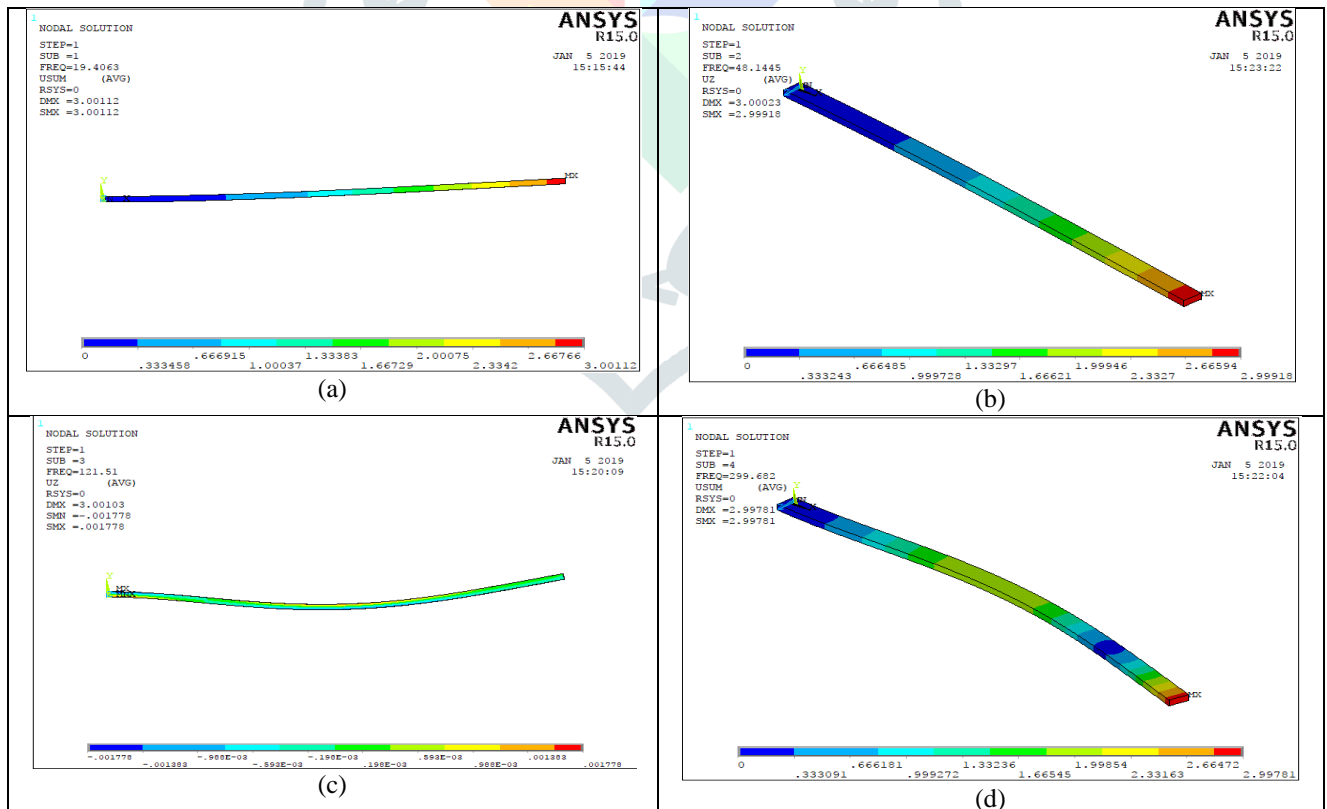 1
NODAL SOLUTION
STEP=1
SUB =1
FREQ=19.4063
USUM (AVG)
RSYS=0
DMX =3.00112
SMX =3.00112
ANSYS
R15.0
JAN 5 2019
15:15:44
Y
X
MX
0 .666915 1.33383 2.00075 2.66766
.333458 1.00037 1.66729 2.3342 3.00112
(a)
1
NODAL SOLUTION
STEP=1
SUB =2
FREQ=48.1445
UZ (AVG)
RSYS=0
DMX =3.00023
SMX =2.99918
ANSYS
R15.0
JAN 5 2019
15:23:22
Y
MX
0 .666485 1.33297 1.99946 2.66594
.333243 .999728 1.66621 2.3327 2.99918
(b)
1
NODAL SOLUTION
STEP=1
SUB =3
FREQ=121.51
UZ (AVG)
RSYS=0
DMX =3.00103
SMN =-.001778
SMX =.001778
ANSYS
R15.0
JAN 5 2019
15:20:09
Y
MX
-.001778 -.988E-03 -.198E-03 .593E-03 .001383
-.001383 -.593E-03 .198E-03 .988E-03 .001778
(c)
1
NODAL SOLUTION
STEP=1
SUB =4
FREQ=299.682
USUM (AVG)
RSYS=0
DMX =2.99781
SMX =2.99781
ANSYS
R15.0
JAN 5 2019
15:22:04
Y
MX
0 .666181 1.33236 1.99854 2.66472
.333091 .999272 1.66545 2.33163 2.99781
(d)